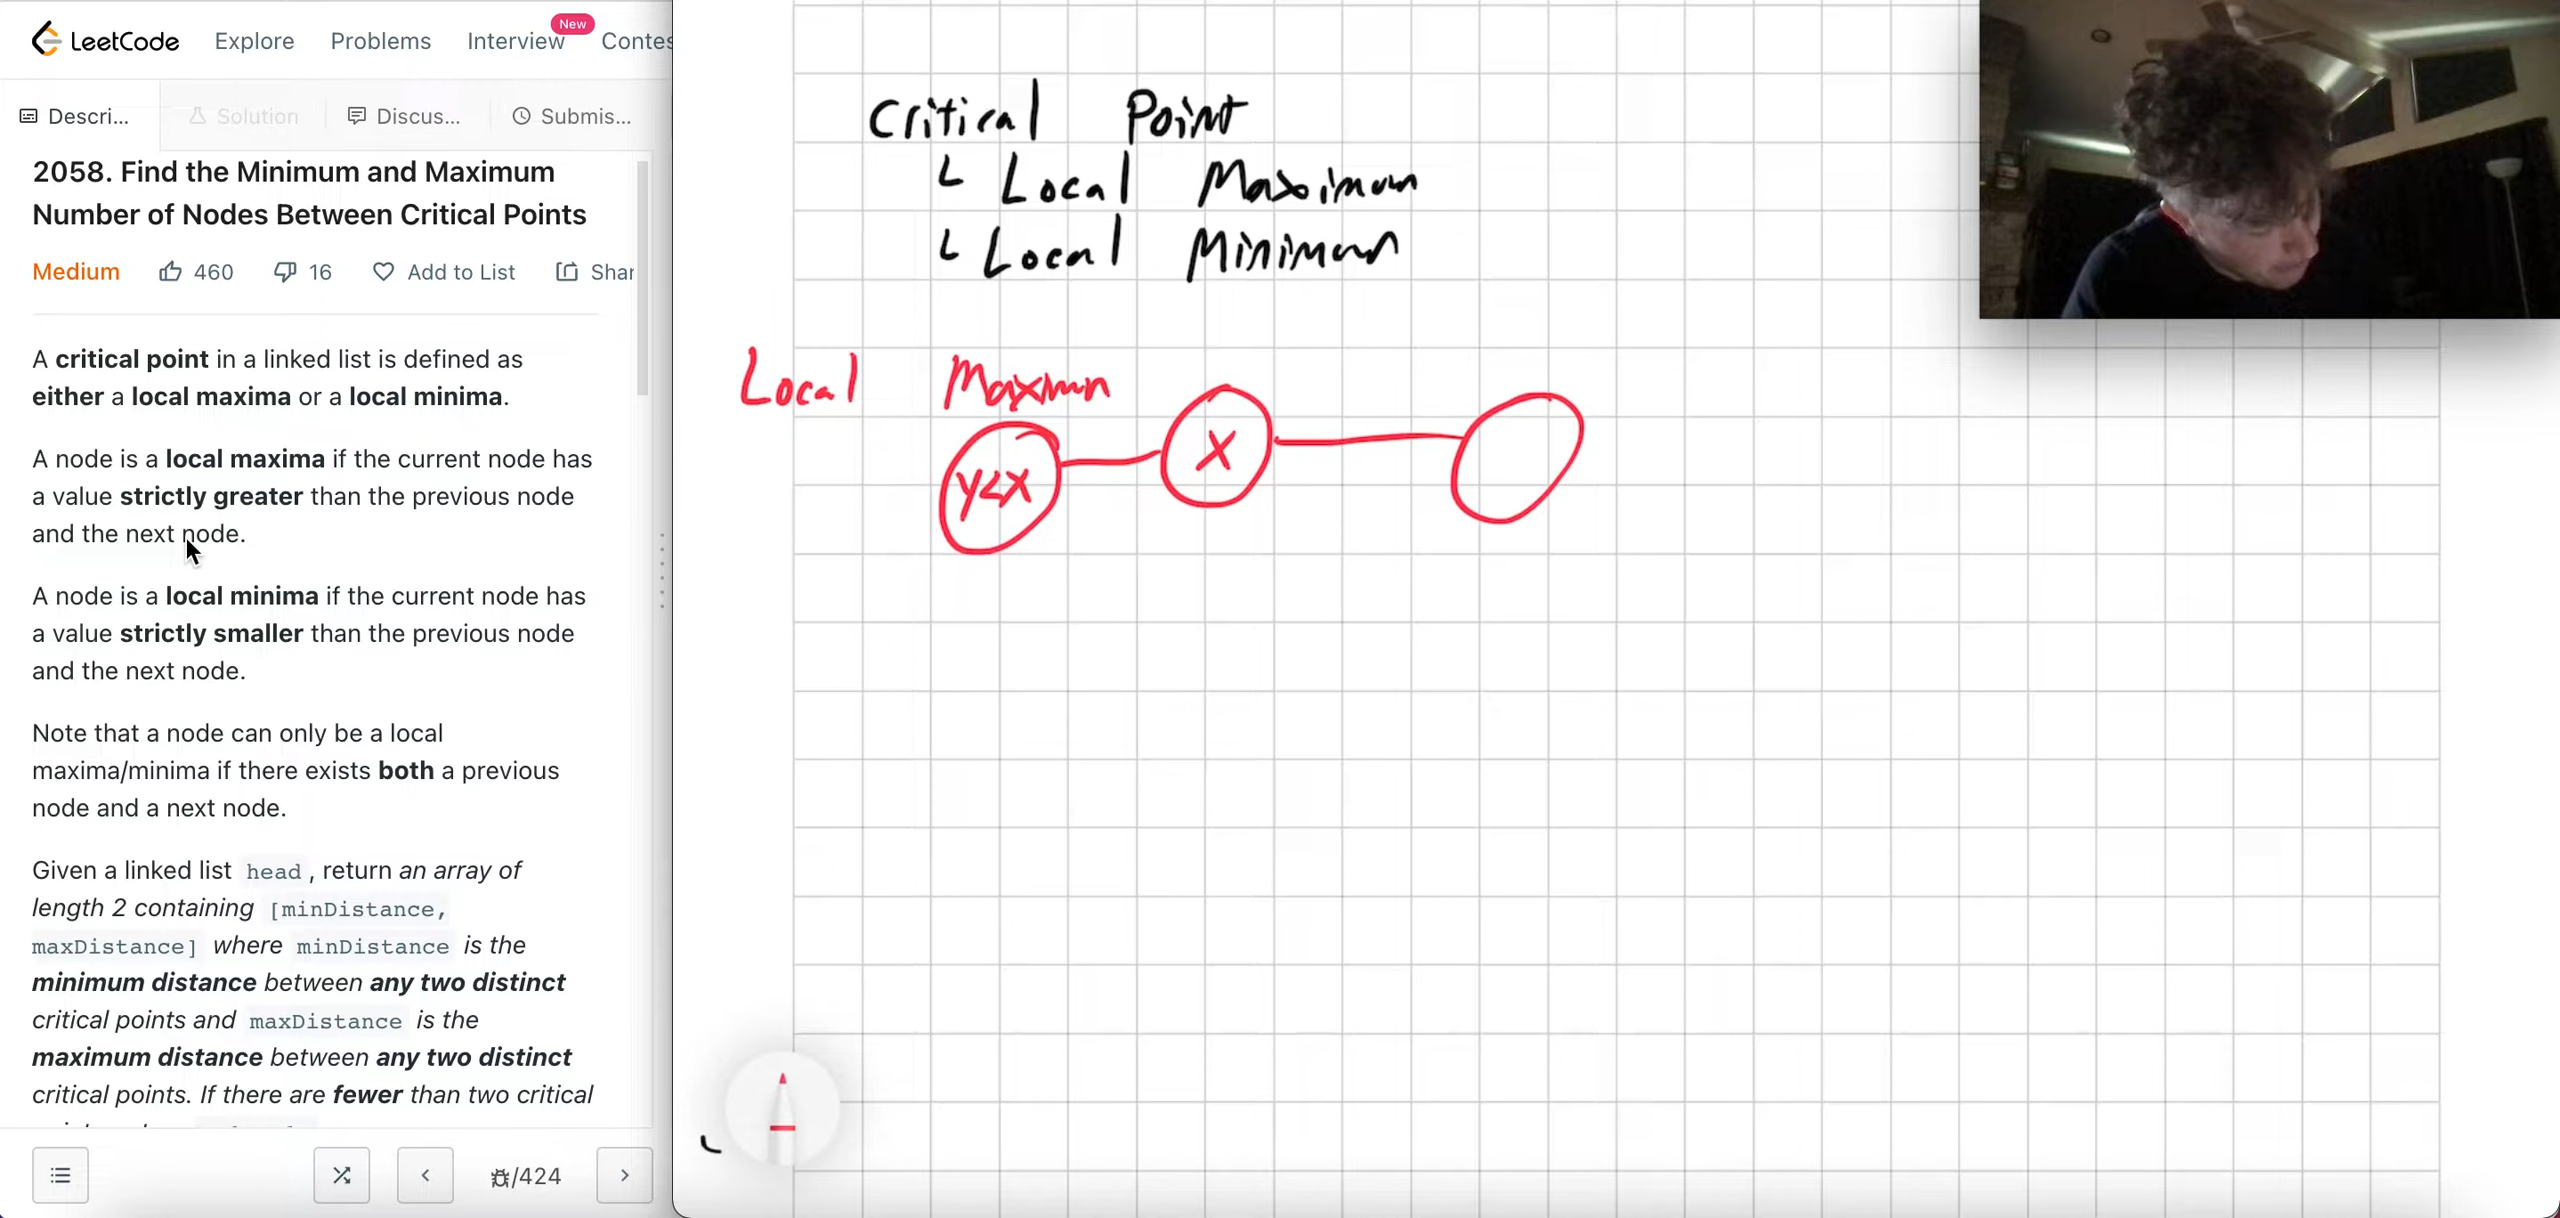 LeetCode Explore Problems Interview New Contes
Descri... Solution Discus... Submis...
2058. Find the Minimum and Maximum
Number of Nodes Between Critical Points
Medium 460 16 Add to List Shar
A critical point in a linked list is defined as
either a local maxima or a local minima.
A node is a local maxima if the current node has
a value strictly greater than the previous node
and the next node.
A node is a local minima if the current node has
a value strictly smaller than the previous node
and the next node.
Note that a node can only be a local
maxima/minima if there exists both a previous
node and a next node.
Given a linked list head, return an array of
length 2 containing [minDistance,
maxDistance] where minDistance is the
minimum distance between any two distinct
critical points and maxDistance is the
maximum distance between any two distinct
critical points. If there are fewer than two critical
/424
Critical Point
Local Maximum
Local Minimum
Local Maximum
y<x x